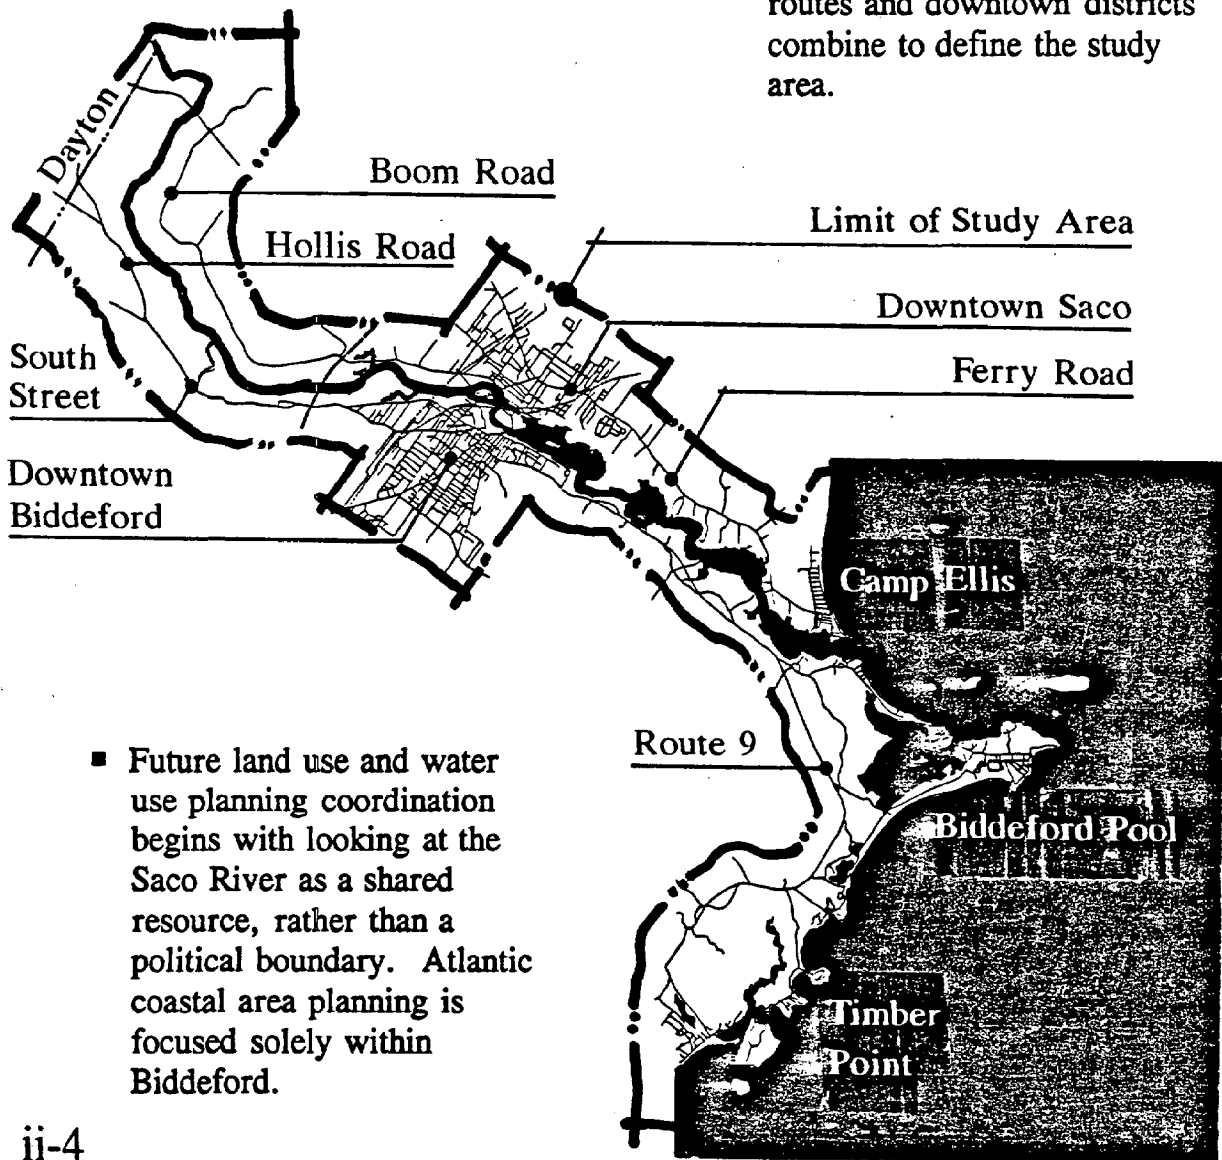 routes and downtown districts
combine to define the study
area.
Dayton
Boom Road
Hollis Road
Limit of Study Area
Downtown Saco
Ferry Road
South
Street
Downtown
Biddeford
Camp Ellis
Route 9
Biddeford Pool
Timber
Point
▪ Future land use and water
use planning coordination
begins with looking at the
Saco River as a shared
resource, rather than a
political boundary. Atlantic
coastal area planning is
focused solely within
Biddeford.
ii-4